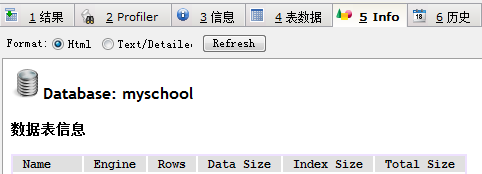 1 结果 2 Profiler 3 信息 4 表数据 5 Info 6 历史
Format: Html Text/Detailed Refresh
Database: myschool
数据表信息
Name Engine Rows Data Size Index Size Total Size